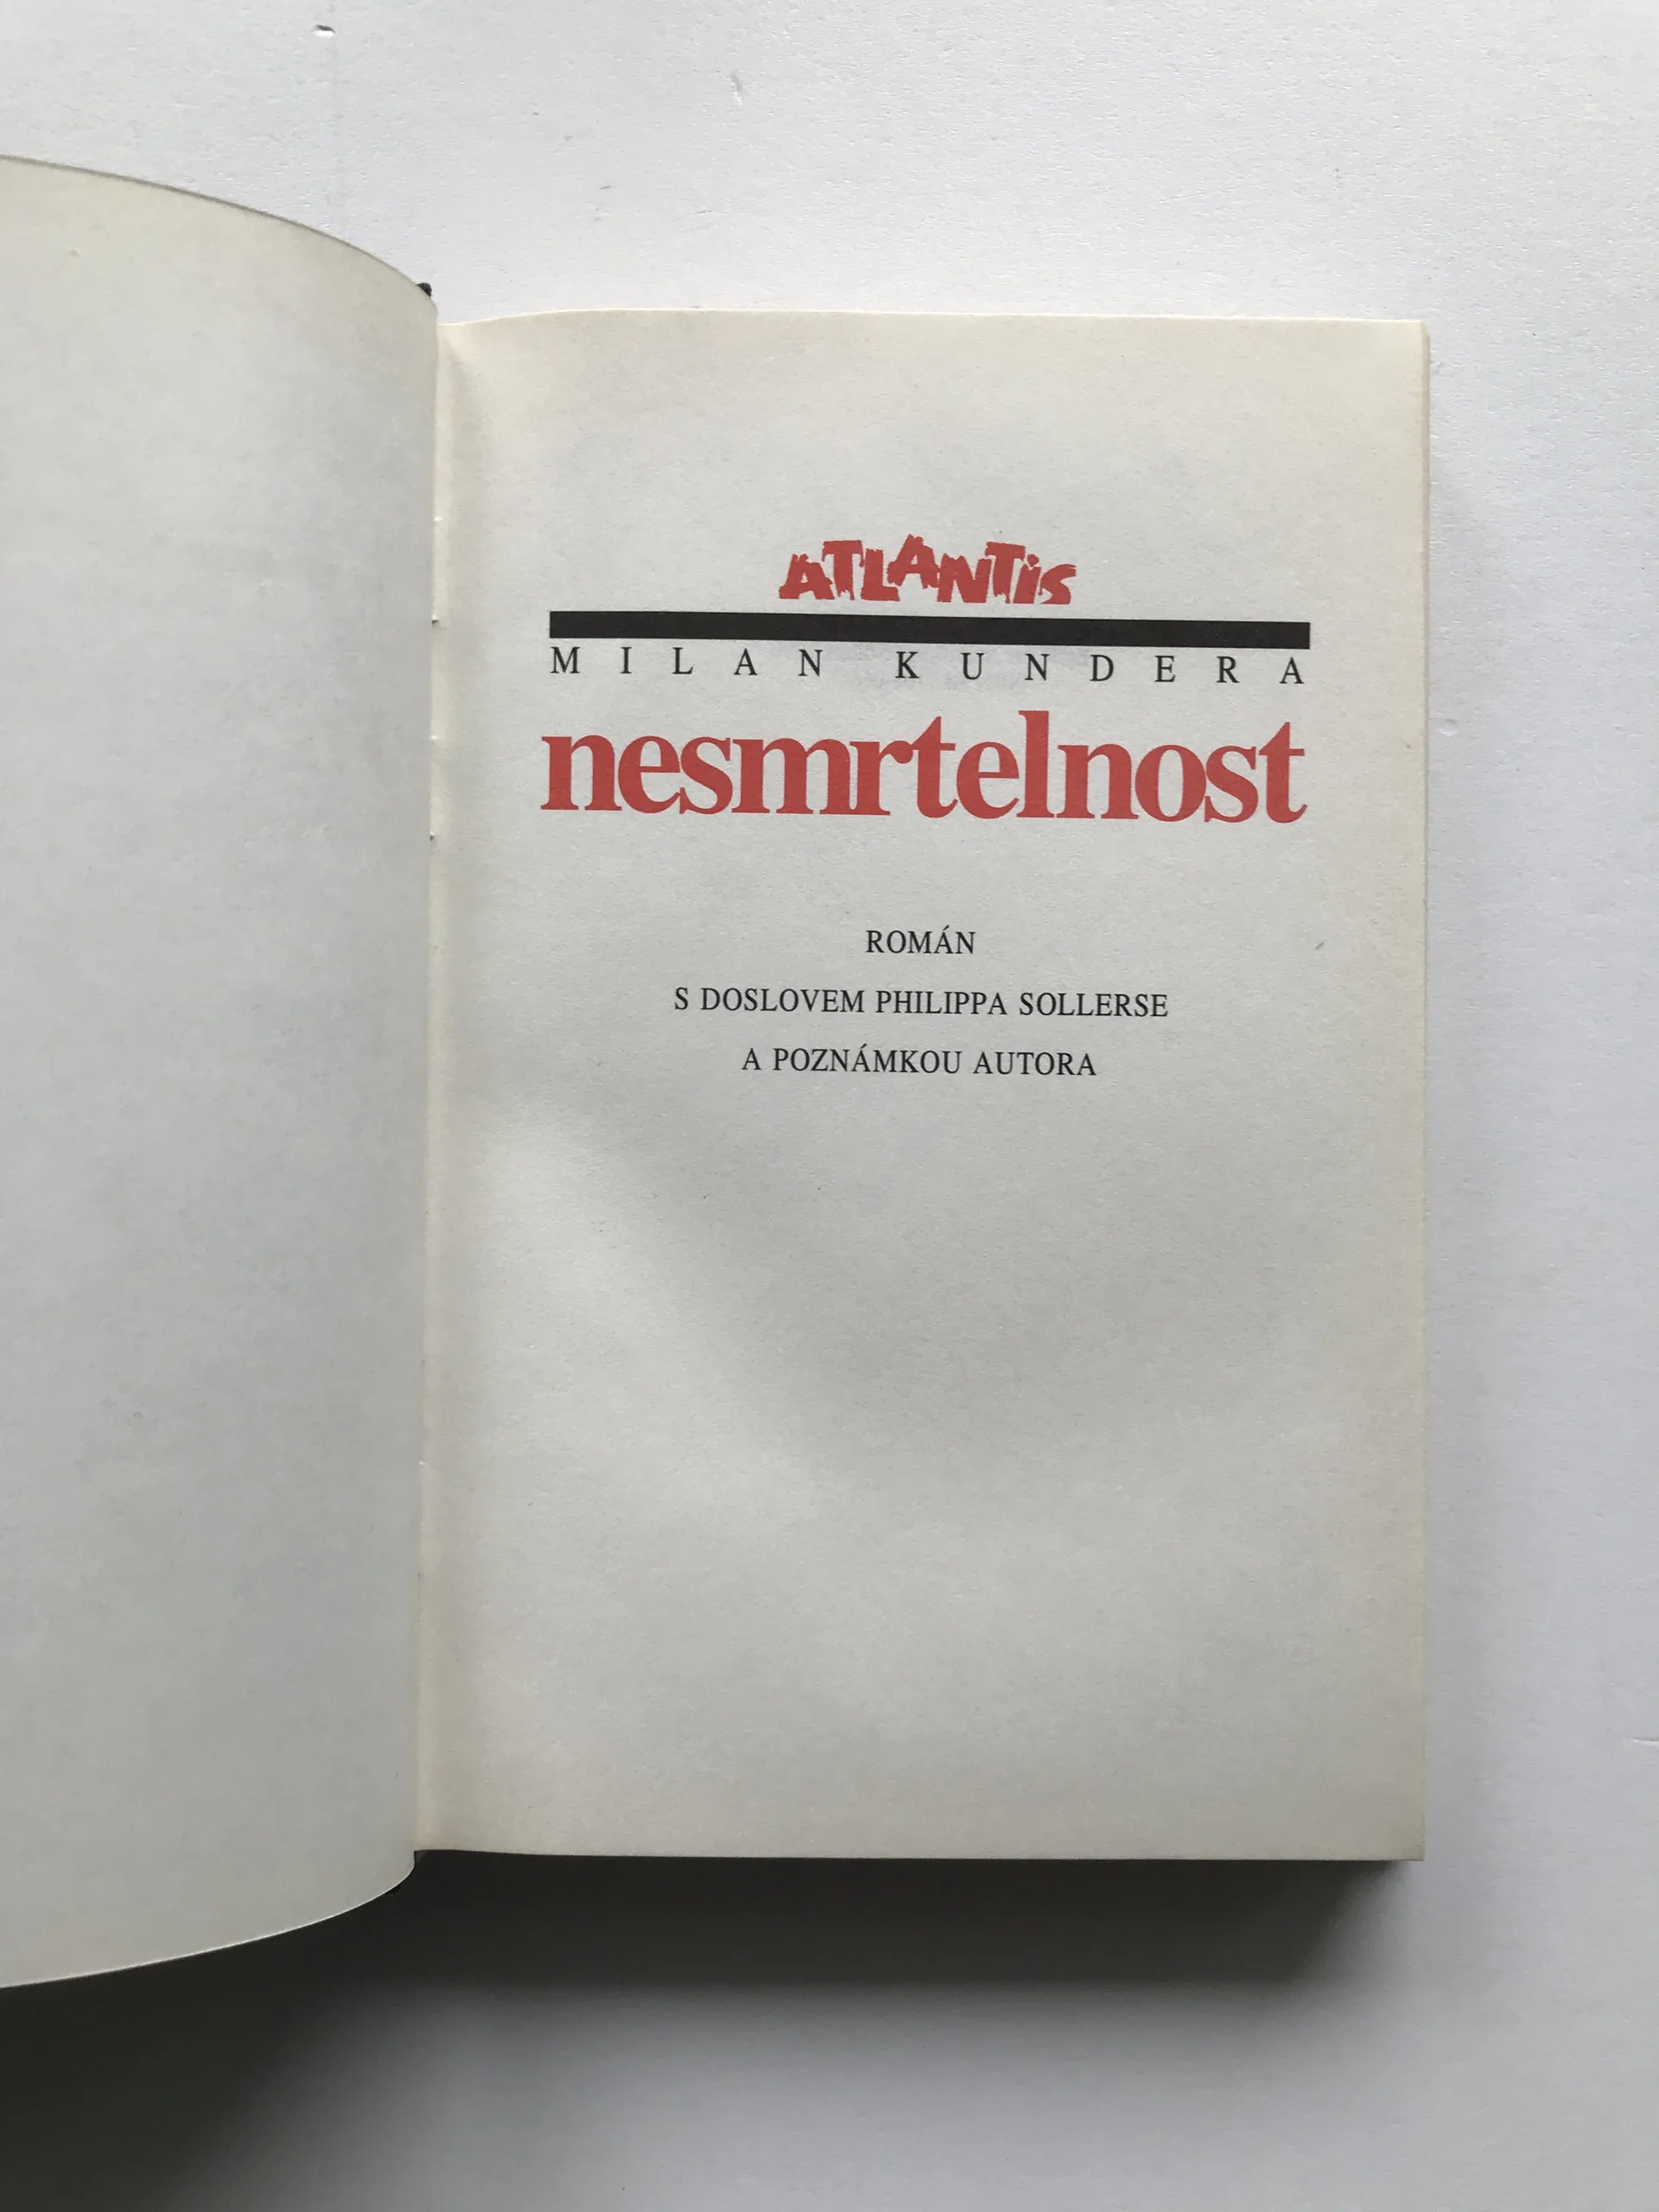 ATLANTiS
MILAN KUNDERA
nesmrtelnost
ROMÁN
S DOSLOVEM PHILIPPA SOLLERSE
A POZNÁMKOU AUTORA